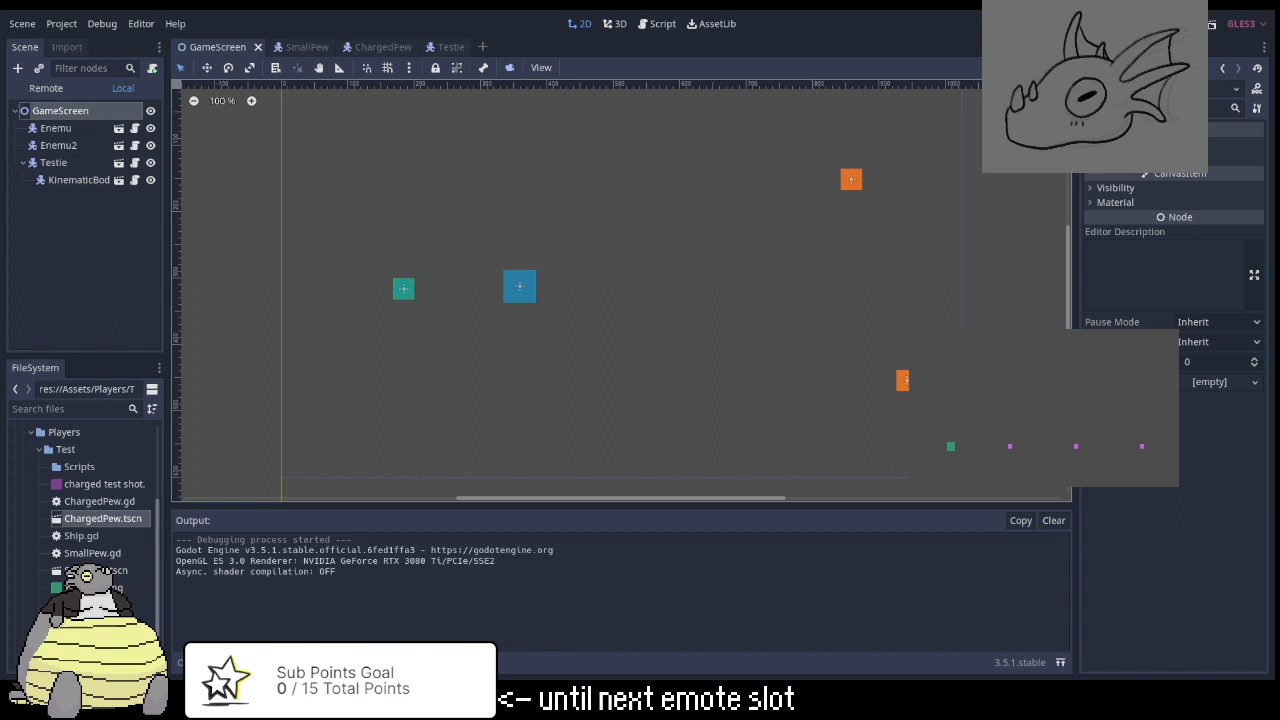 Scene Project Debug Editor Help
2D 3D Script AssetLib
GLES3
Scene Import
GameScreen SmallPew ChargedPew Testie
Filter nodes
View
Remote Local
100 %
GameScreen
Enemu
Enemu2
Testie
KinematicBod
CanvasItem
Visibility
Material
Node
Editor Description
Pause Mode Inherit
Inherit
0
[empty]
FileSystem
res://Assets/Players/T
Search files
Players
Test
Scripts
charged test shot.
ChargedPew.gd
ChargedPew.tscn
Ship.gd
SmallPew.gd
Output:
Copy Clear
--- Debugging process started ---
Godot Engine v3.5.1.stable.official.6fed1ffa3 - https://godotengine.org
OpenGL ES 3.0 Renderer: NVIDIA GeForce RTX 3080 Ti/PCIe/SSE2
Async. shader compilation: OFF
3.5.1.stable
Sub Points Goal
0 / 15 Total Points
<- until next emote slot